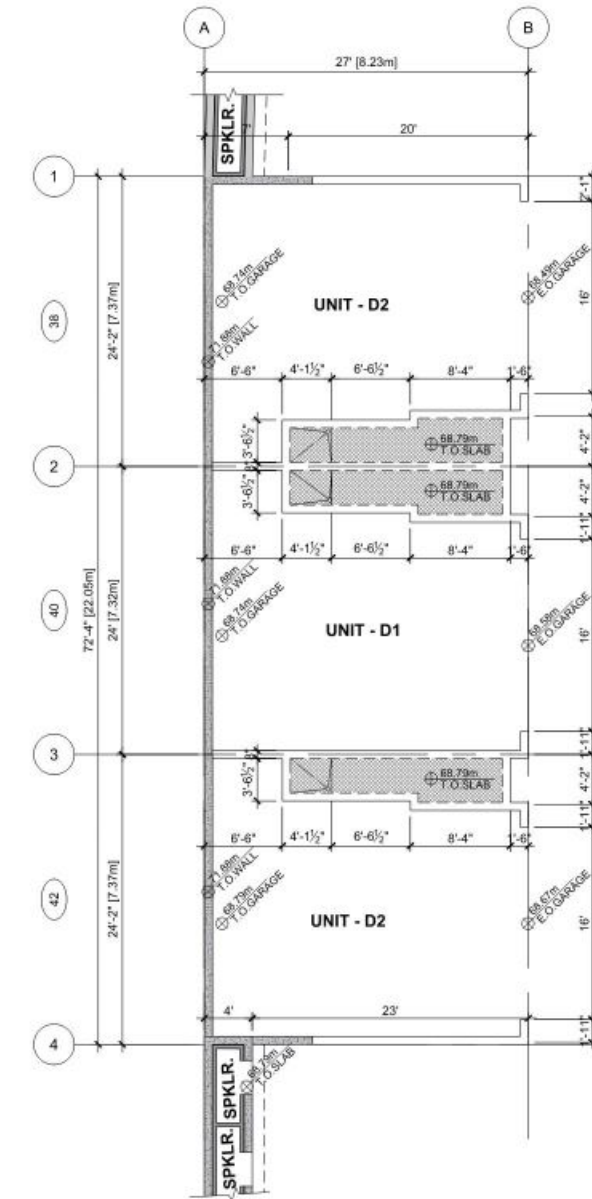 A
B
27' [8.23m]
SPKLR.
7'
20'
1
2'-1"
68.74m
T.O.GARAGE
68.49m
E.O.GARAGE
16'
UNIT - D2
38
24'-2" [7.37m]
71.88m
T.O.WALL
6'-6"
4'-1½"
6'-6½"
8'-4"
1'-6"
3'-6½"
68.79m
T.O.SLAB
4'-2"
2
3'-6½"
68.79m
T.O.SLAB
4'-2"
1'-11"
6'-6"
4'-1½"
6'-6½"
8'-4"
1'-6"
71.88m
T.O.WALL
68.74m
T.O.GARAGE
40
72'-4" [22.05m]
24' [7.32m]
UNIT - D1
68.58m
E.O.GARAGE
16'
1'-11"
3
3'-6½"
68.79m
T.O.SLAB
4'-2"
1'-11"
6'-6"
4'-1½"
6'-6½"
8'-4"
1'-6"
71.88m
T.O.WALL
68.79m
T.O.GARAGE
68.67m
E.O.GARAGE
42
24'-2" [7.37m]
UNIT - D2
16'
4'
23'
1'-11"
4
SPKLR.
68.79m
T.O.SLAB
SPKLR.